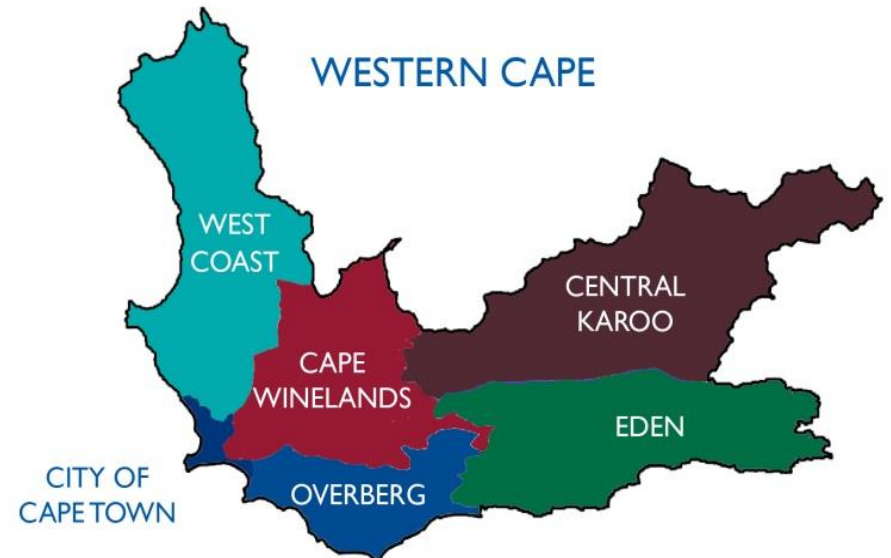 WESTERN CAPE
WEST
COAST
CENTRAL
KAROO
CAPE
WINELANDS
EDEN
CITY OF
CAPE TOWN
OVERBERG